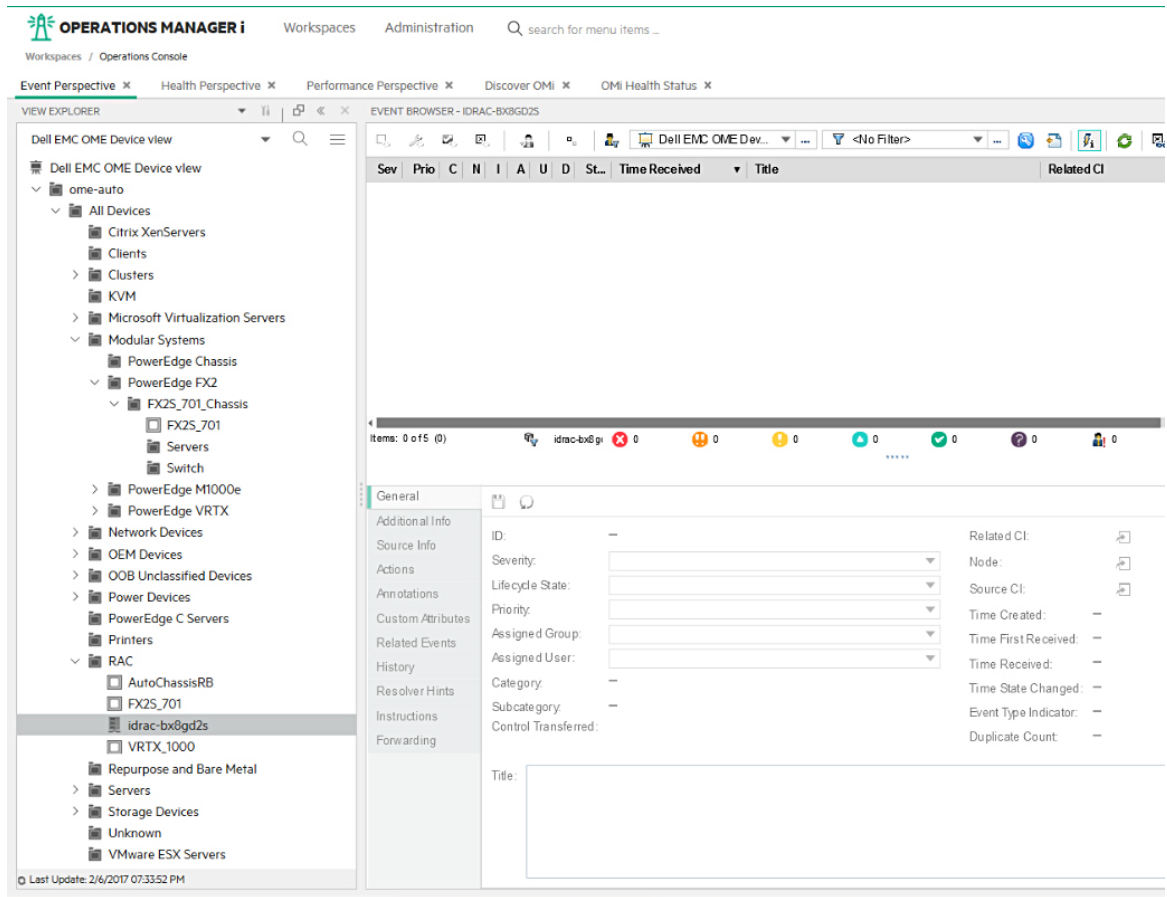 OPERATIONS MANAGER i Workspaces Administration search for menu items ...
Workspaces / Operations Console
Event Perspective × Health Perspective × Performance Perspective × Discover OMi × OMi Health Status ×
VIEW EXPLORER
Dell EMC OME Device view
Dell EMC OME Device view
ome-auto
All Devices
Citrix XenServers
Clients
Clusters
KVM
Microsoft Virtualization Servers
Modular Systems
PowerEdge Chassis
PowerEdge FX2
FX2S_701_Chassis
FX2S_701
Servers
Switch
PowerEdge M1000e
PowerEdge VRTX
Network Devices
OEM Devices
OOB Unclassified Devices
Power Devices
PowerEdge C Servers
Printers
RAC
AutoChassisRB
FX2S_701
idrac-bx8gd2s
VRTX_1000
Repurpose and Bare Metal
Servers
Storage Devices
Unknown
VMware ESX Servers
Last Update: 2/6/2017 07:33:52 PM
EVENT BROWSER - IDRAC-BX8GD2S
Dell EMC OME Dev... ... <No Filter> ...
Sev Prio C N I A U D St... Time Received Title Related CI
Items: 0 of 5 (0) idrac-bx8g 0 0 0 0 0 0 0
General
Additional Info
Source Info
Actions
Annotations
Custom Attributes
Related Events
History
Resolver Hints
Instructions
Forwarding
ID: –
Severity:
Lifecycle State:
Priority:
Assigned Group:
Assigned User:
Category: –
Subcategory: –
Control Transferred:
Related CI:
Node:
Source CI:
Time Created: –
Time First Received: –
Time Received: –
Time State Changed: –
Event Type Indicator: –
Duplicate Count: –
Title: